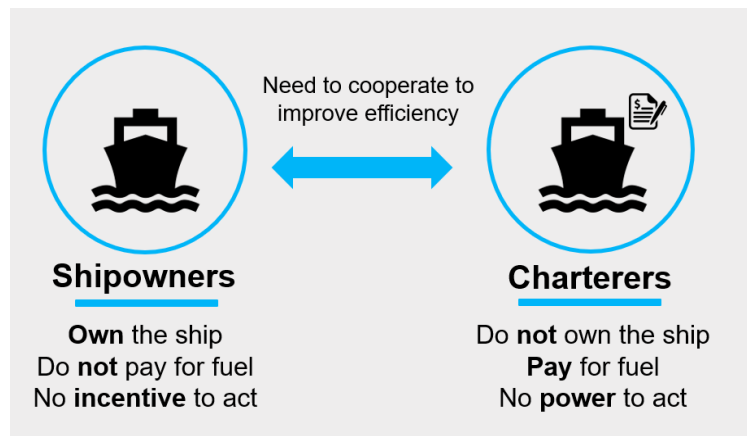 Need to cooperate to
improve efficiency
$
Shipowners
Own the ship
Do not pay for fuel
No incentive to act
Charterers
Do not own the ship
Pay for fuel
No power to act